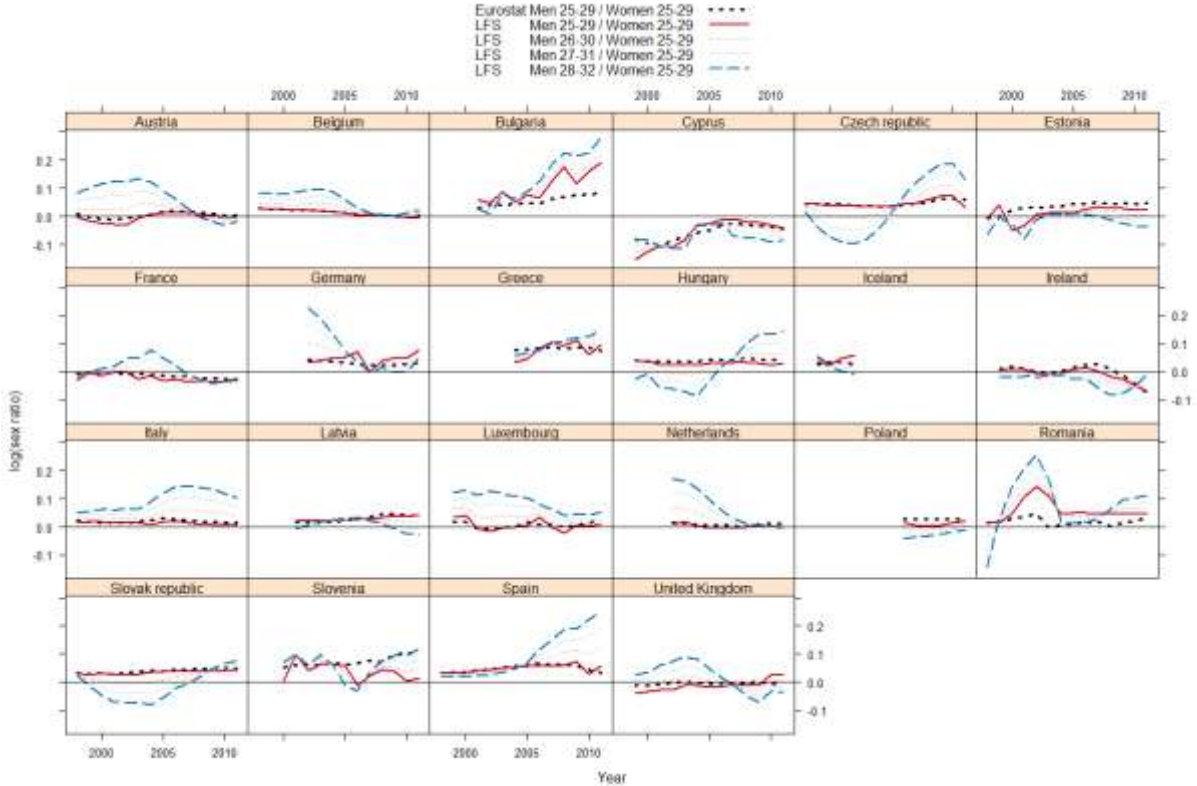 Eurostat Men 25-29 / Women 25-29
LFS Men 25-29 / Women 25-29
LFS Men 26-30 / Women 25-29
LFS Men 27-31 / Women 25-29
LFS Men 28-32 / Women 25-29
2000 2005 2010 2000 2005 2010 2000 2005 2010
Austria Belgium Bulgaria Cyprus Czech republic Estonia
0.2
0.1
0.0
-0.1
France Germany Greece Hungary Iceland Ireland
0.2
0.1
0.0
-0.1
Italy Latvia Luxembourg Netherlands Poland Romania
0.2
0.1
0.0
-0.1
Slovak republic Slovenia Spain United Kingdom
0.2
0.1
0.0
-0.1
2000 2005 2010 2000 2005 2010
log(sex ratio)
Year